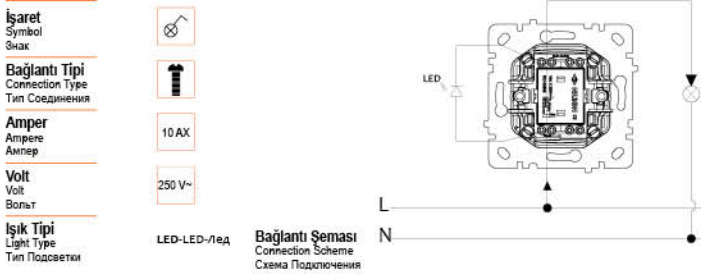 İşaret
Symbol
Знак
Bağlantı Tipi
Connection Type
Тип Соединения
Amper
Ampere
Ампер
10 AX
Volt
Volt
Вольт
250 V~
Işık Tipi
Light Type
Тип Подсветки
LED-LED-Лед
Bağlantı Şeması
Connection Scheme
Схема Подключения
LED
L
N